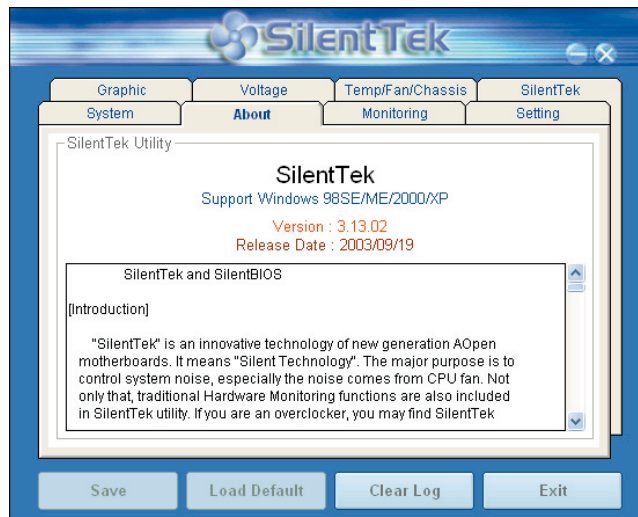 SilentTek
Graphic Voltage Temp/Fan/Chassis SilentTek
System About Monitoring Setting
SilentTek Utility
SilentTek
Support Windows 98SE/ME/2000/XP
Version : 3.13.02
Release Date : 2003/09/19
SilentTek and SilentBIOS
[Introduction]
"SilentTek" is an innovative technology of new generation AOpen
motherboards. It means "Silent Technology". The major purpose is to
control system noise, especially the noise comes from CPU fan. Not
only that, traditional Hardware Monitoring functions are also included
in SilentTek utility. If you are an overclocker, you may find SilentTek
Save Load Default Clear Log Exit